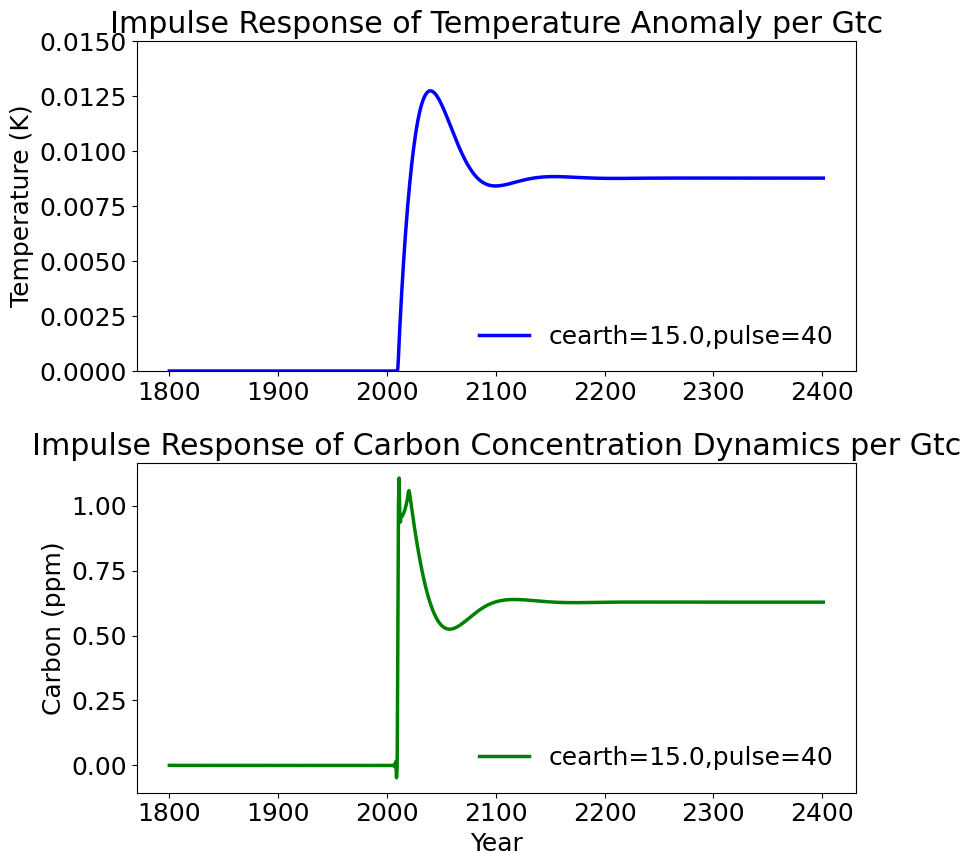 Impulse Response of Temperature Anomaly per Gtc
Temperature (K)
0.0150
0.0125
0.0100
0.0075
0.0050
0.0025
0.0000
cearth=15.0,pulse=40
1800 1900 2000 2100 2200 2300 2400
Impulse Response of Carbon Concentration Dynamics per Gtc
Carbon (ppm)
1.00
0.75
0.50
0.25
0.00
cearth=15.0,pulse=40
1800 1900 2000 2100 2200 2300 2400
Year